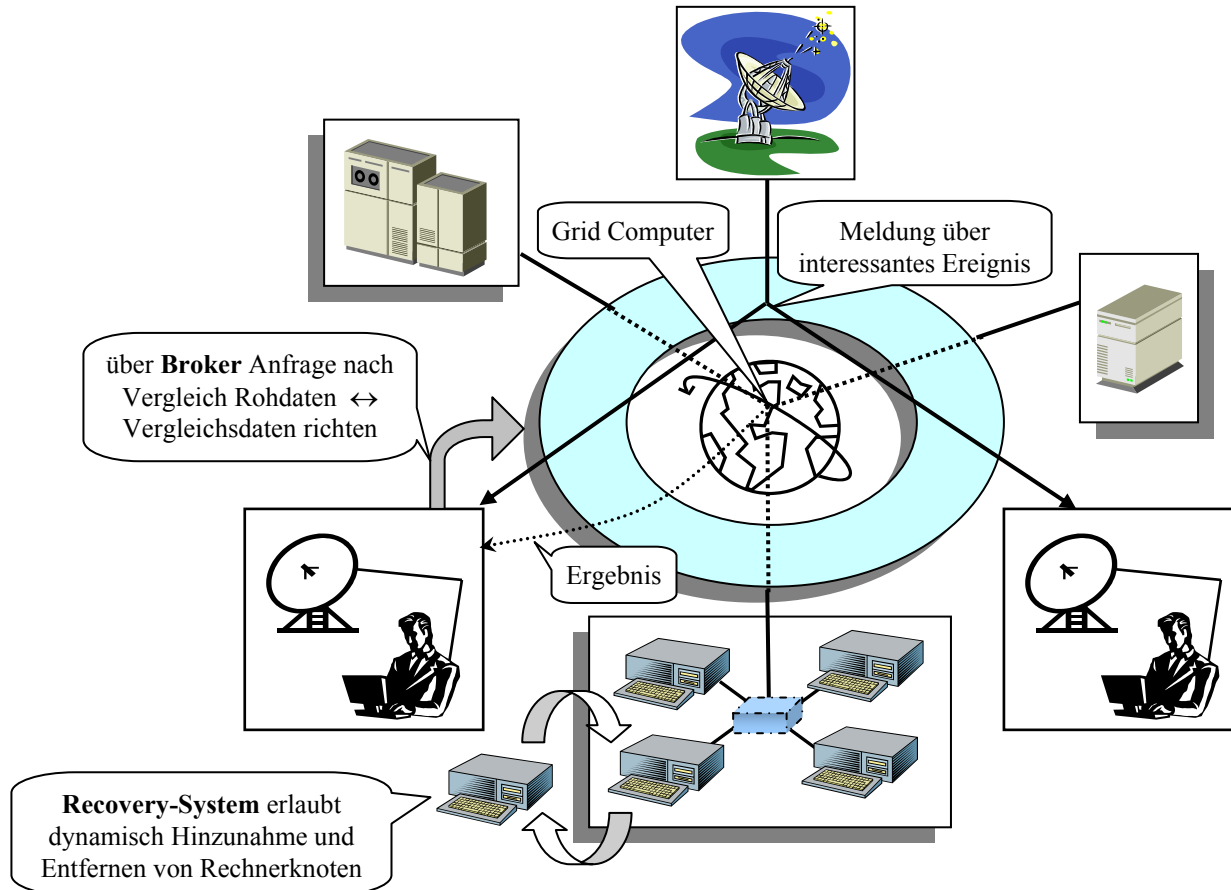 Grid Computer
Meldung über
interessantes Ereignis
über Broker Anfrage nach
Vergleich Rohdaten ↔
Vergleichsdaten richten
Ergebnis
Recovery-System erlaubt
dynamisch Hinzunahme und
Entfernen von Rechnerknoten